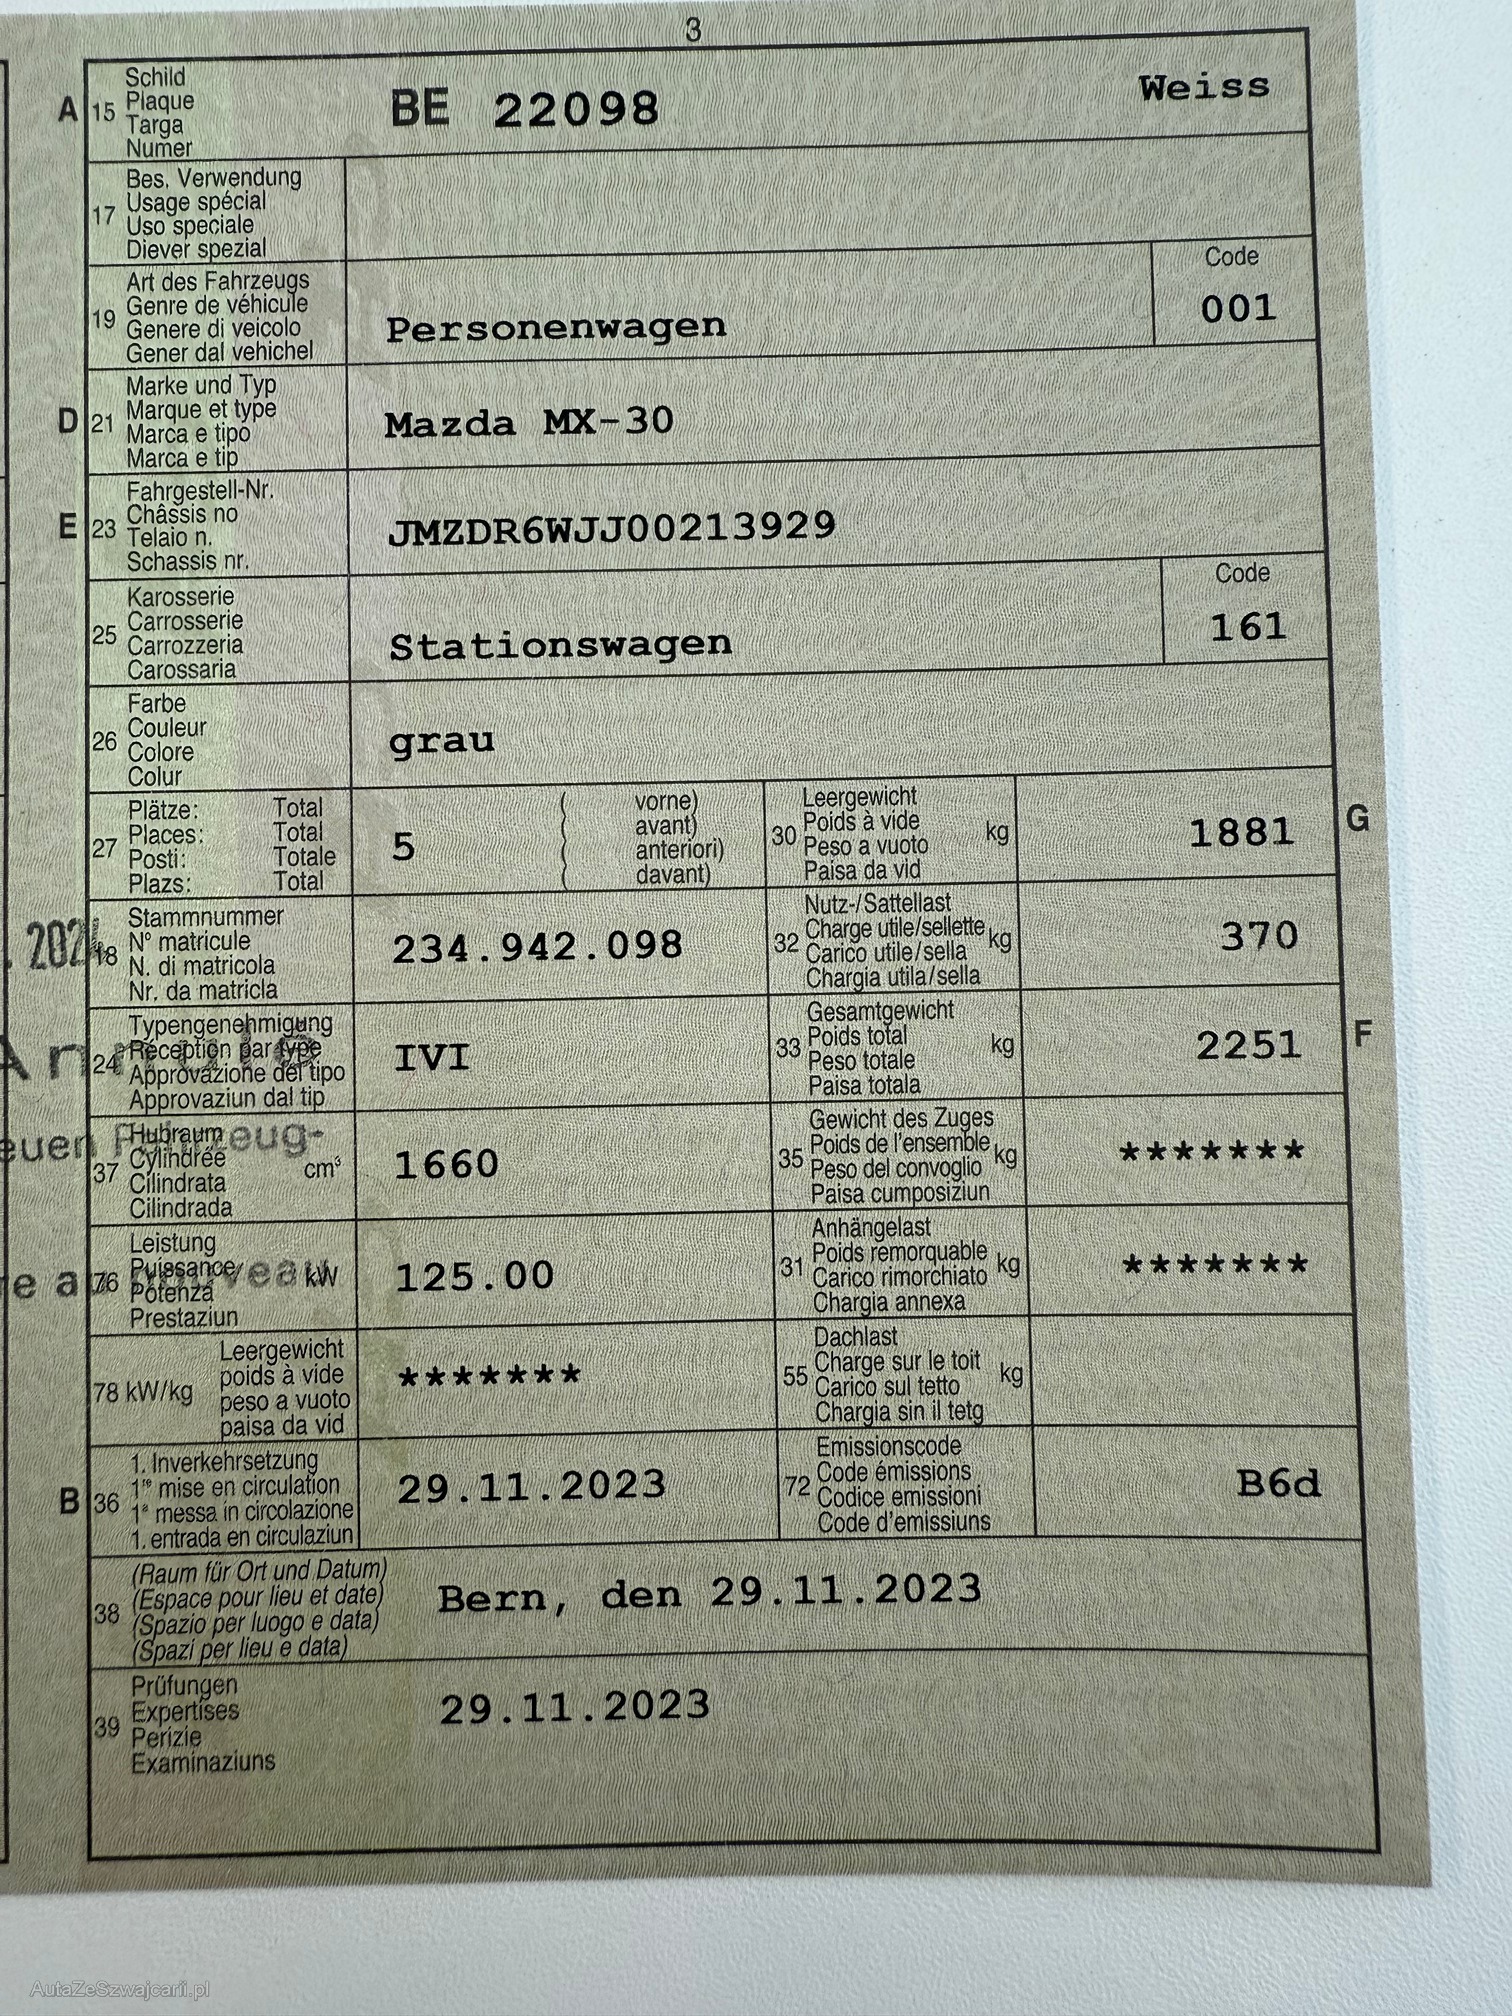 3
A 15 Schild
Plaque
Targa
Numer
BE 22098 Weiss
17 Bes. Verwendung
Usage spécial
Uso speciale
Diever spezial
19 Art des Fahrzeugs
Genre de véhicule
Genere di veicolo
Gener dal vehichel
Personenwagen
Code
001
D 21 Marke und Typ
Marque et type
Marca e tipo
Marca e tip
Mazda MX-30
E 23 Fahrgestell-Nr.
Châssis no
Telaio n.
Schassis nr.
JMZDR6WJJ00213929
25 Karosserie
Carrosserie
Carrozzeria
Carossaria
Stationswagen
Code
161
26 Farbe
Couleur
Colore
Colur
grau
27 Plätze: Total
Places: Total
Posti: Totale
Plazs: Total
5
( vorne)
( avant)
( anteriori)
( davant)
30 Leergewicht
Poids à vide
Peso a vuoto
Paisa da vid
kg
1881
G
18 Stammnummer
N° matricule
N. di matricola
Nr. da matricla
234.942.098
32 Nutz-/Sattellast
Charge utile/sellette
Carico utile/sella
Chargia utila/sella
kg
370
24 Typengenehmigung
Réception par type
Approvazione del tipo
Approvaziun dal tip
IVI
33 Gesamtgewicht
Poids total
Peso totale
Paisa totala
kg
2251
F
37 Hubraum
Cylindrée
Cilindrata
Cilindrada
cm³
1660
35 Gewicht des Zuges
Poids de l'ensemble
Peso del convoglio
Paisa cumposiziun
kg
*******
76 Leistung
Puissance
Potenza
Prestaziun
kW
125.00
31 Anhängelast
Poids remorquable
Carico rimorchiato
Chargia annexa
kg
*******
78 kW/kg
Leergewicht
poids à vide
peso a vuoto
paisa da vid
*******
55 Dachlast
Charge sur le toit
Carico sul tetto
Chargia sin il tetg
kg
B 36 1. Inverkehrsetzung
1re mise en circulation
1a messa in circolazione
1. entrada en circulaziun
29.11.2023
72 Emissionscode
Code émissions
Codice emissioni
Code d'emissiuns
B6d
38 (Raum für Ort und Datum)
(Espace pour lieu et date)
(Spazio per luogo e data)
(Spazi per lieu e data)
Bern, den 29.11.2023
39 Prüfungen
Expertises
Perizie
Examinaziuns
29.11.2023
AutaZeSzwajcarii.pl